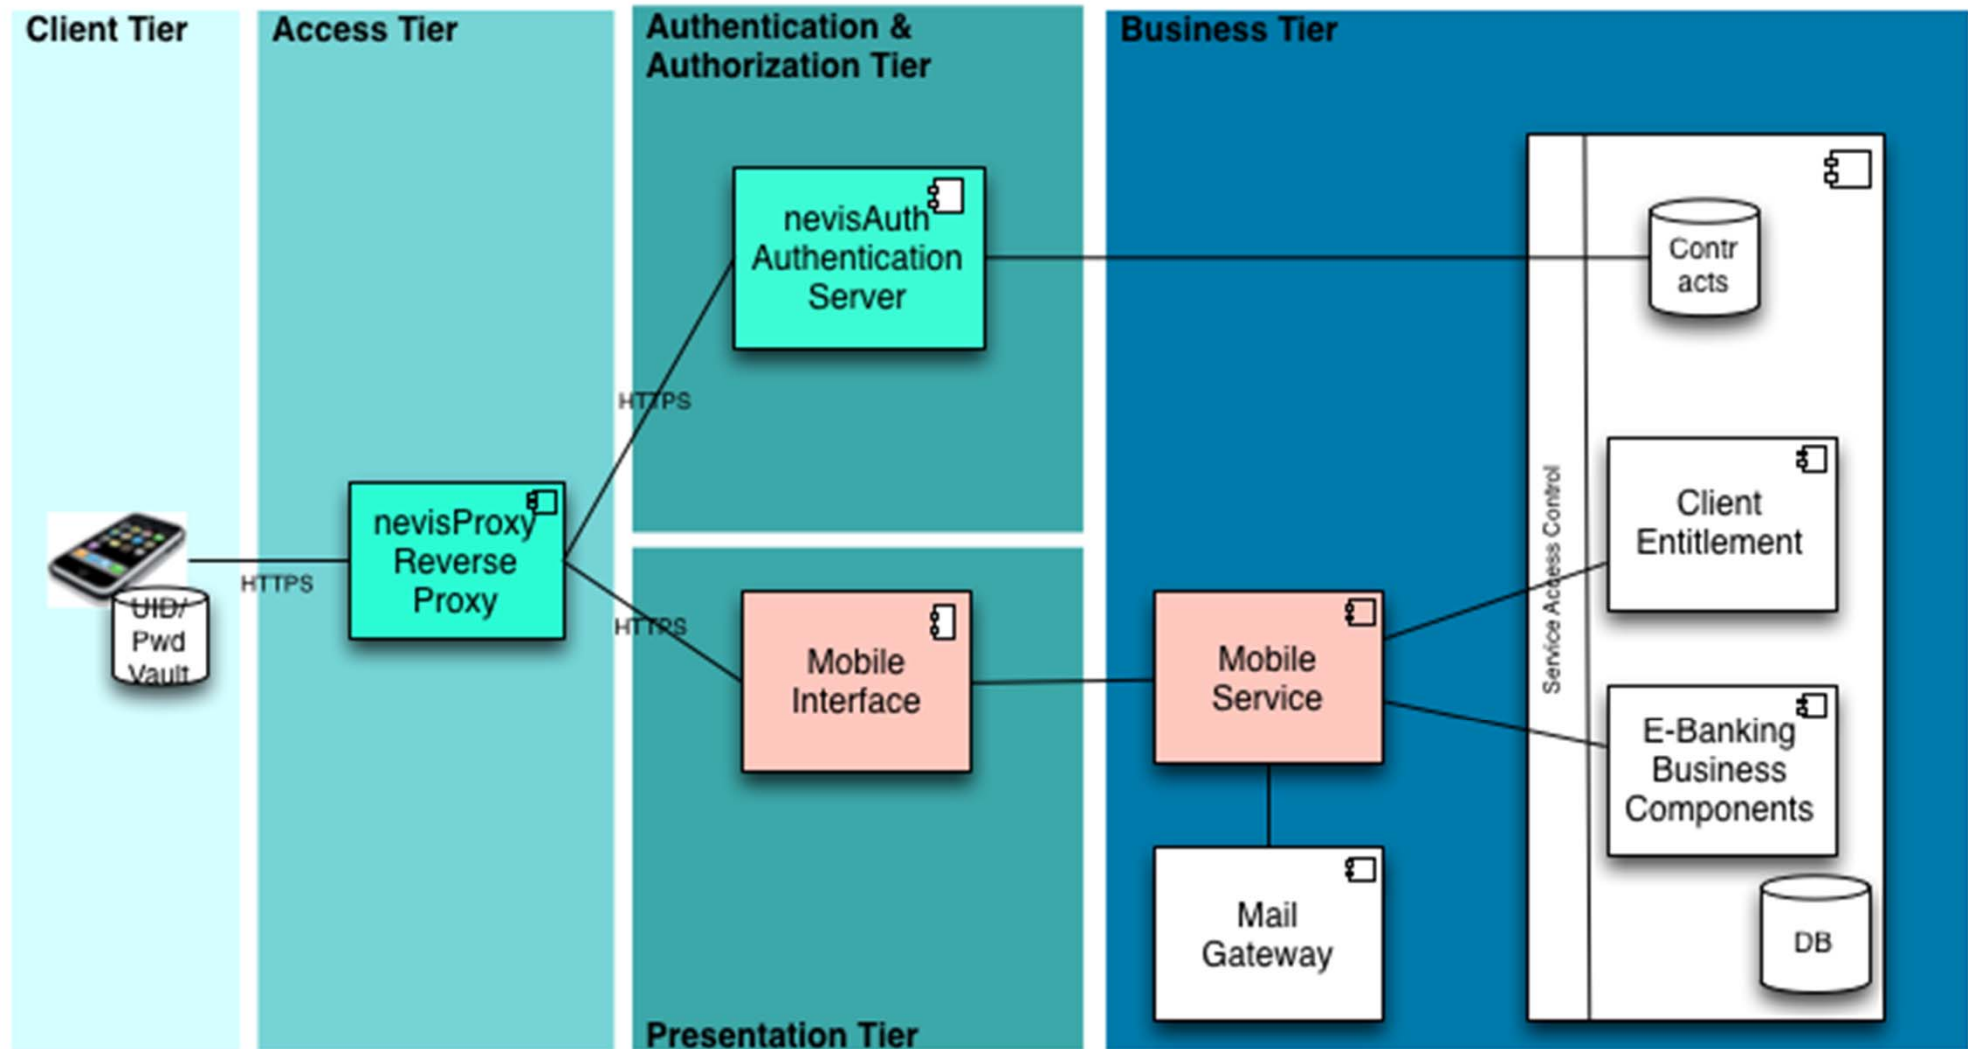 Client Tier
Access Tier
Authentication &
Authorization Tier
Business Tier
nevisAuth
Authentication
Server
Contr
acts
HTTPS
Client
Entitlement
nevisProxy
Reverse
Proxy
HTTPS
UID/
Pwd
Vault
HTTPS
Mobile
Interface
Mobile
Service
Service Access Control
E-Banking
Business
Components
Mail
Gateway
DB
Presentation Tier